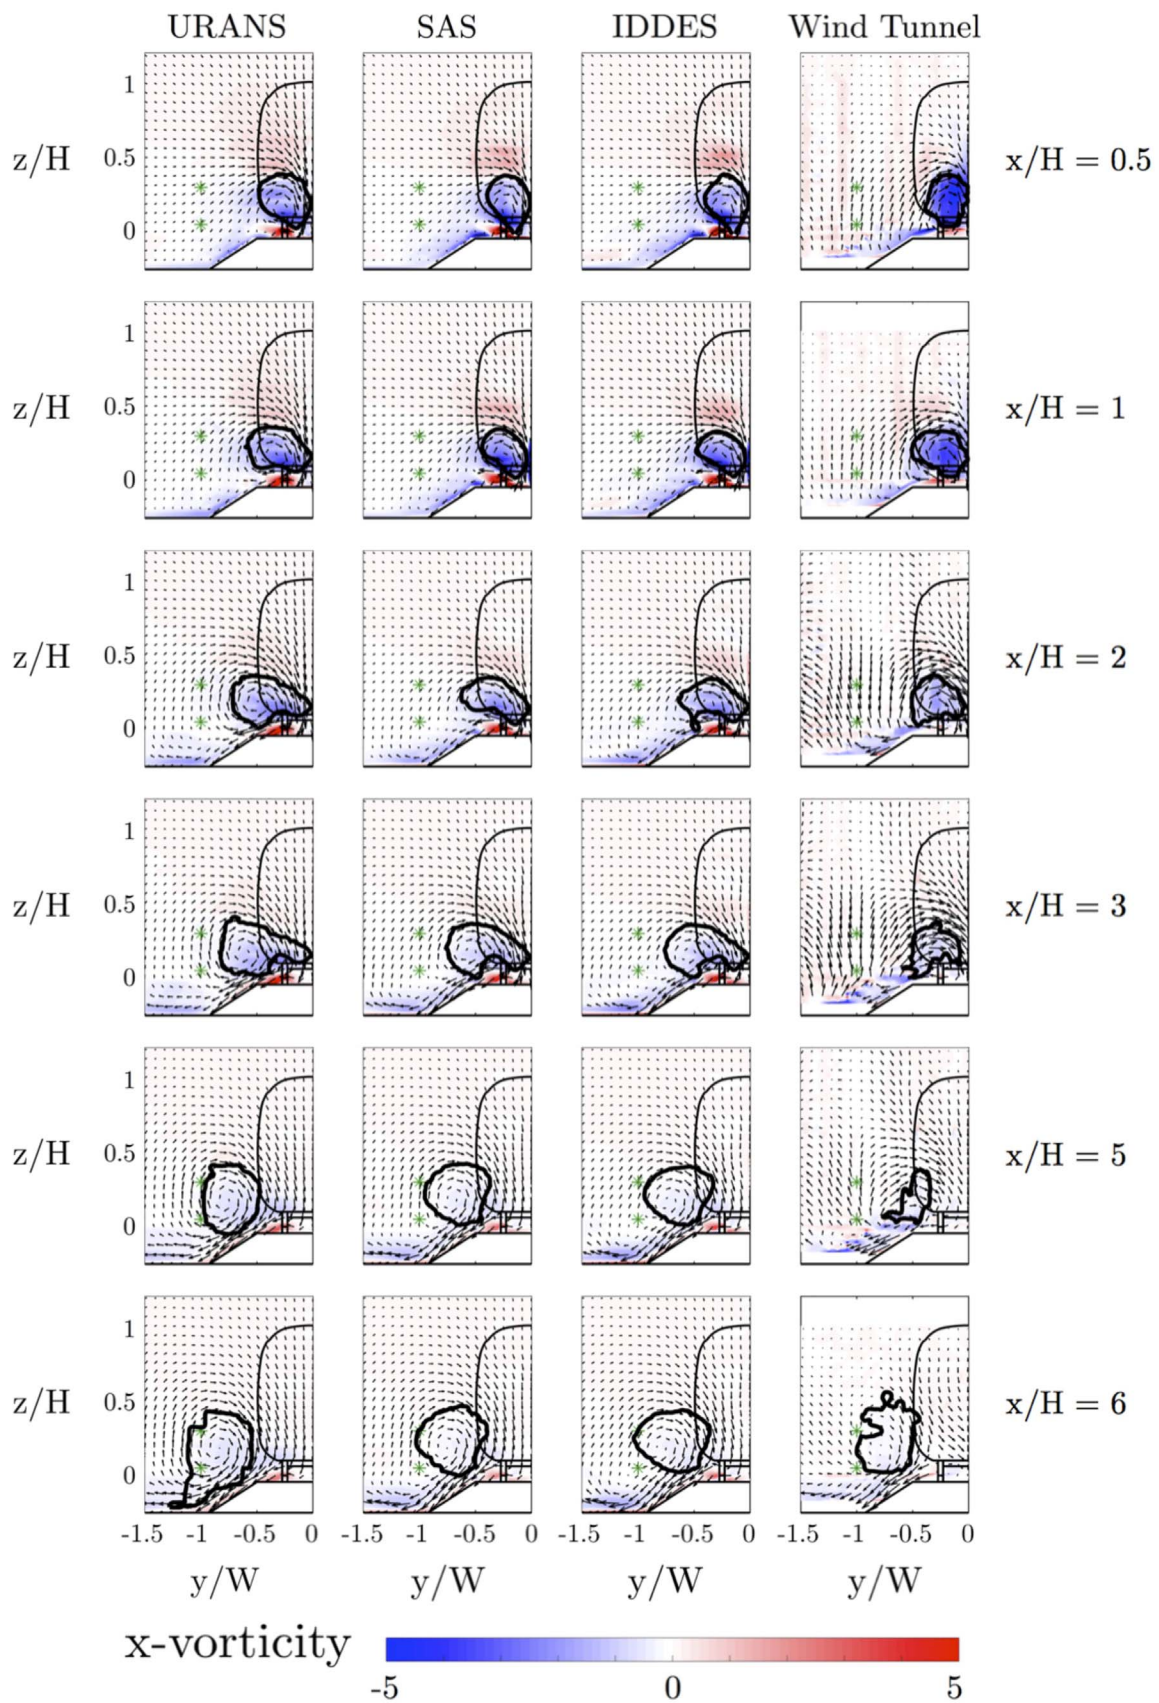 URANS SAS IDDES Wind Tunnel
1
z/H 0.5 x/H = 0.5
0
1
z/H 0.5 x/H = 1
0
1
z/H 0.5 x/H = 2
0
1
z/H 0.5 x/H = 3
0
1
z/H 0.5 x/H = 5
0
1
z/H 0.5 x/H = 6
0
-1.5 -1 -0.5 0 -1.5 -1 -0.5 0 -1.5 -1 -0.5 0 -1.5 -1 -0.5 0
y/W y/W y/W y/W
x-vorticity
-5 0 5